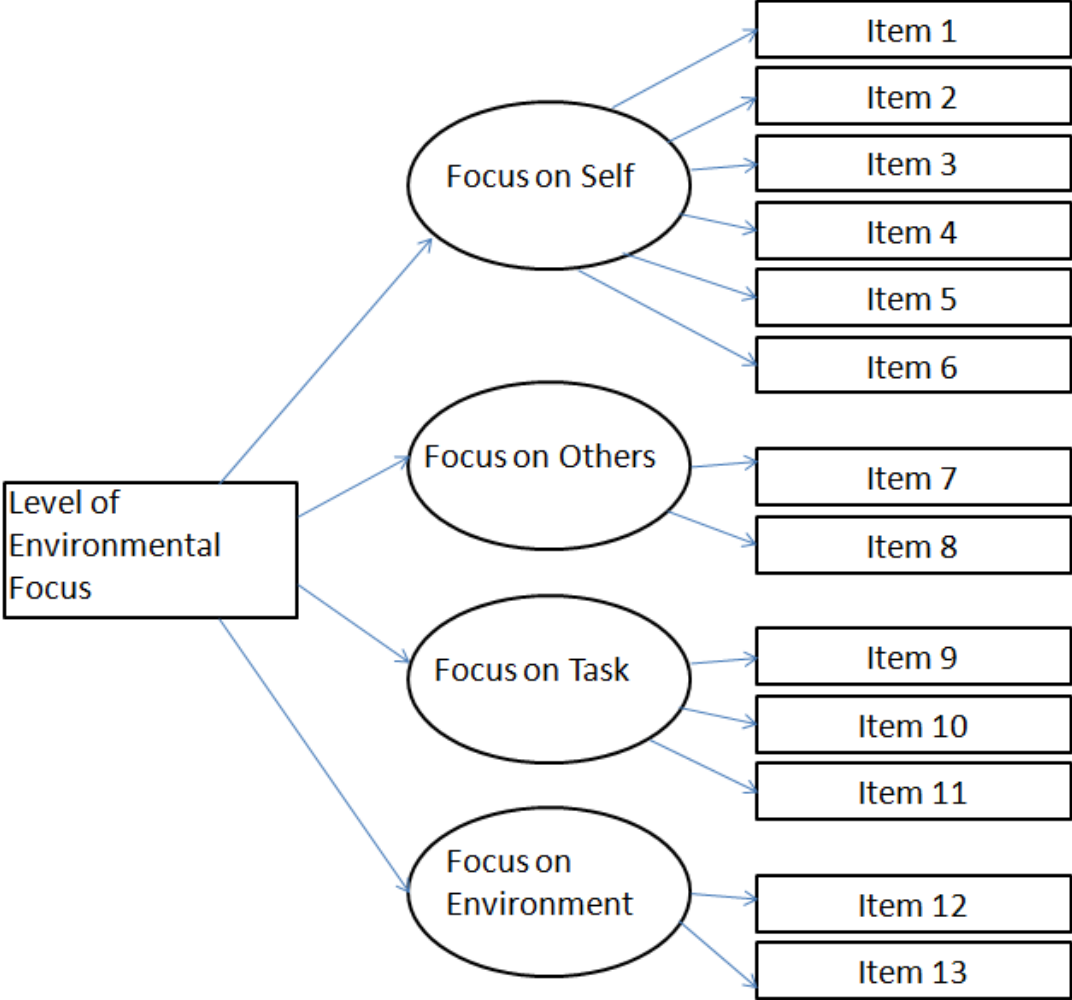 Item 1
Item 2
Focus on Self
Item 3
Item 4
Item 5
Item 6
Focus on Others
Item 7
Item 8
Level of
Environmental
Focus
Focus on Task
Item 9
Item 10
Item 11
Focus on
Environment
Item 12
Item 13